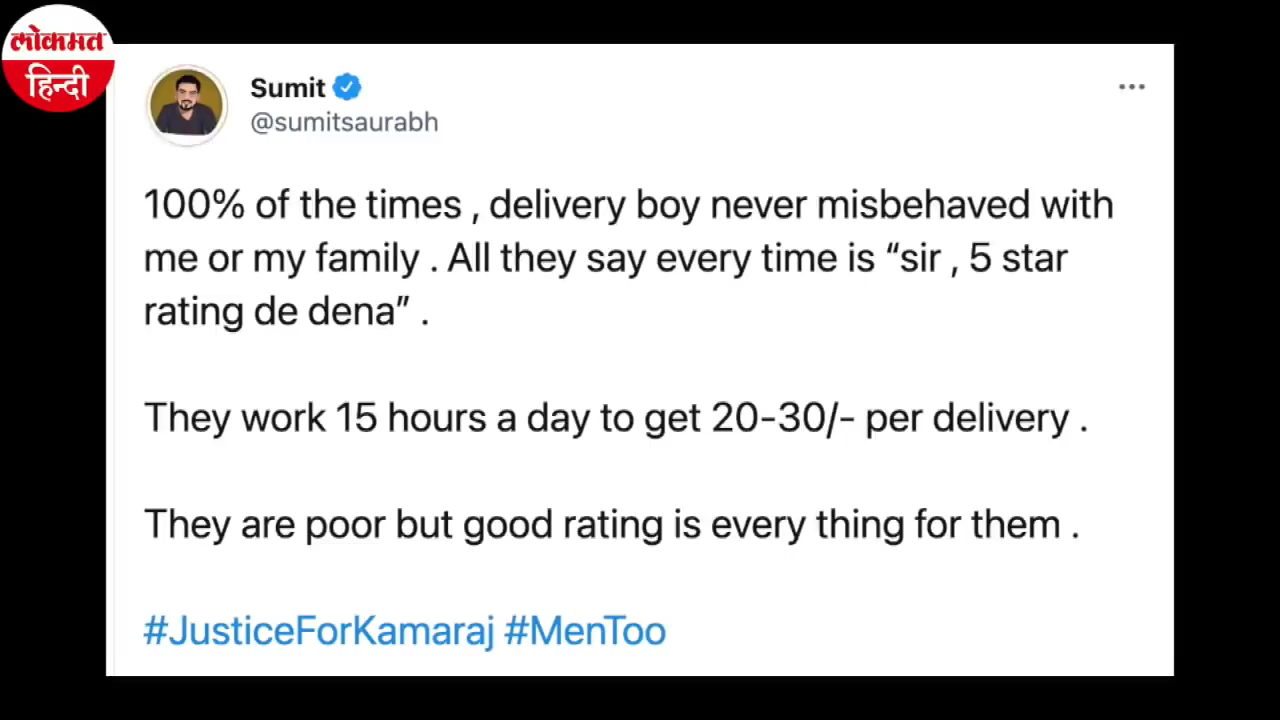 लोकमत
हिन्दी
Sumit
@sumitsaurabh
100% of the times , delivery boy never misbehaved with
me or my family . All they say every time is “sir , 5 star
rating de dena” .
They work 15 hours a day to get 20-30/- per delivery .
They are poor but good rating is every thing for them .
#JusticeForKamaraj #MenToo